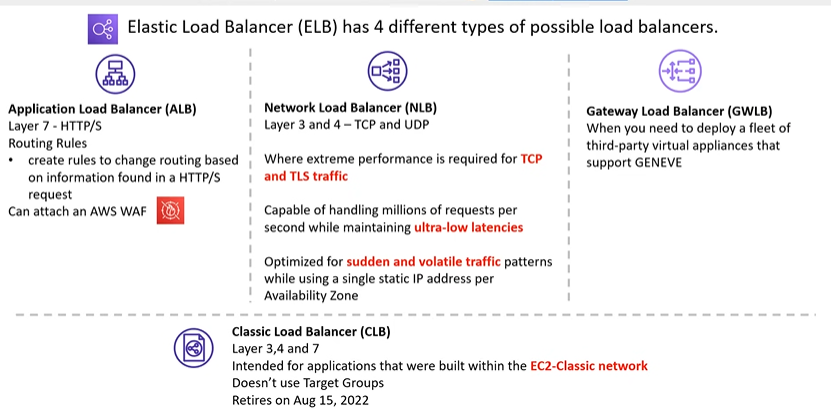 Elastic Load Balancer (ELB) has 4 different types of possible load balancers.
Application Load Balancer (ALB)
Layer 7 - HTTP/S
Routing Rules
• create rules to change routing based
on information found in a HTTP/S
request
Can attach an AWS WAF
Network Load Balancer (NLB)
Layer 3 and 4 – TCP and UDP
Where extreme performance is required for TCP
and TLS traffic
Capable of handling millions of requests per
second while maintaining ultra-low latencies
Optimized for sudden and volatile traffic patterns
while using a single static IP address per
Availability Zone
Gateway Load Balancer (GWLB)
When you need to deploy a fleet of
third-party virtual appliances that
support GENEVE
Classic Load Balancer (CLB)
Layer 3,4 and 7
Intended for applications that were built within the EC2-Classic network
Doesn't use Target Groups
Retires on Aug 15, 2022